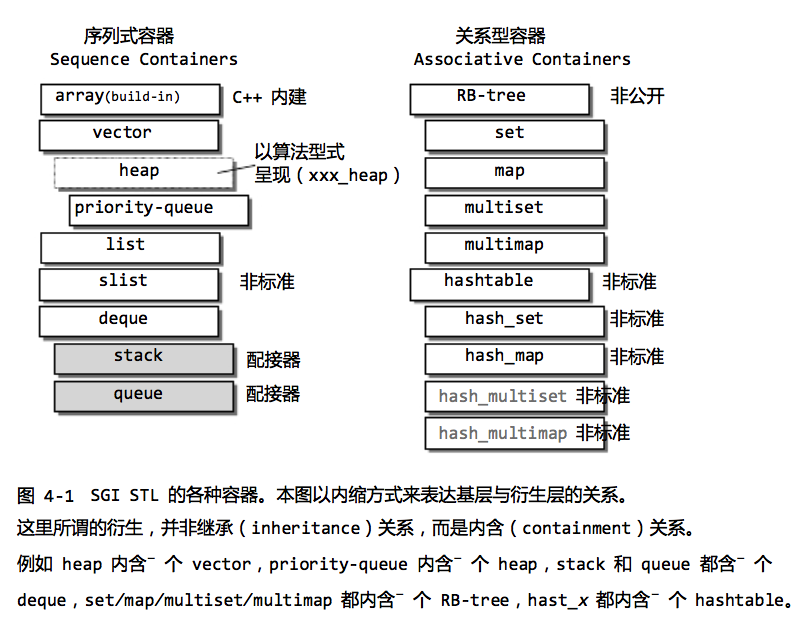 序列式容器
Sequence Containers
array(build-in) C++ 内建
vector
heap
以算法型式
呈现（xxx_heap）
priority-queue
list
slist 非标准
deque
stack 配接器
queue 配接器
关系型容器
Associative Containers
RB-tree 非公开
set
map
multiset
multimap
hashtable 非标准
hash_set 非标准
hash_map 非标准
hash_multiset 非标准
hash_multimap 非标准
图 4-1 SGI STL 的各种容器。本图以内缩方式来表达基层与衍生层的关系。
这里所谓的衍生，并非继承（inheritance）关系，而是内含（containment）关系。
例如 heap 内含一个 vector，priority-queue 内含一个 heap，stack 和 queue 都含一个
deque，set/map/multiset/multimap 都内含一个 RB-tree，hast_x 都内含一个 hashtable。